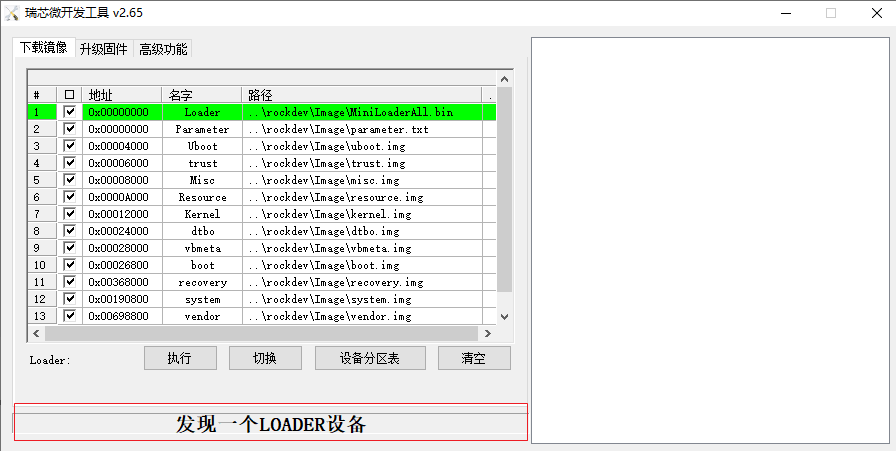 瑞芯微开发工具 v2.65
下载镜像 升级固件 高级功能
# 地址 名字 路径 .
1 0x00000000 Loader ..\rockdev\Image\MiniLoaderAll.bin
2 0x00000000 Parameter ..\rockdev\Image\parameter.txt
3 0x00004000 Uboot ..\rockdev\Image\uboot.img
4 0x00006000 trust ..\rockdev\Image\trust.img
5 0x00008000 Misc ..\rockdev\Image\misc.img
6 0x0000A000 Resource ..\rockdev\Image\resource.img
7 0x00012000 Kernel ..\rockdev\Image\kernel.img
8 0x00024000 dtbo ..\rockdev\Image\dtbo.img
9 0x00028000 vbmeta ..\rockdev\Image\vbmeta.img
10 0x00026800 boot ..\rockdev\Image\boot.img
11 0x00368000 recovery ..\rockdev\Image\recovery.img
12 0x00190800 system ..\rockdev\Image\system.img
13 0x00698800 vendor ..\rockdev\Image\vendor.img
Loader: 执行 切换 设备分区表 清空
发现一个LOADER设备